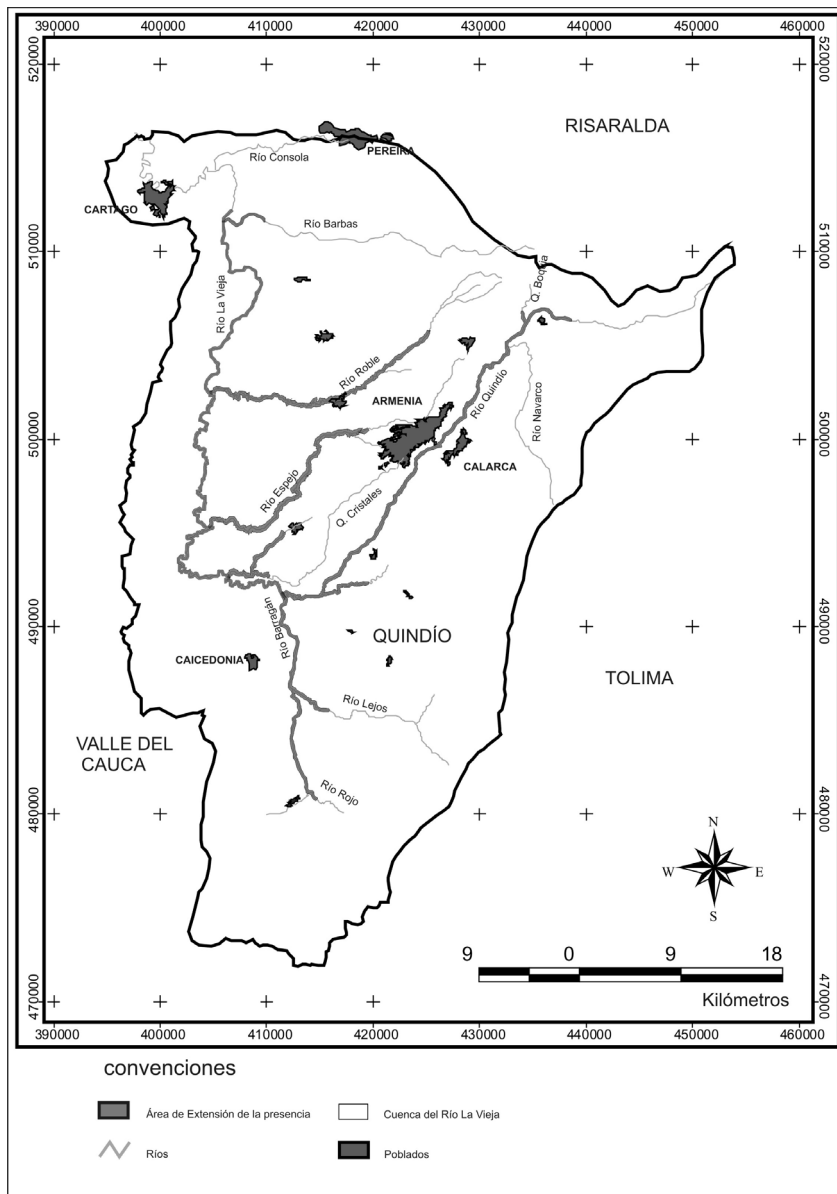 390000 400000 410000 420000 430000 440000 450000 460000
520000 520000
RISARALDA
PEREIRA
Río Consola
CARTAGO
Río Barbas
510000 510000
Q. Boquía
Río La Vieja
Río Roble
ARMENIA
Río Quindío
Río Navarco
500000 500000
CALARCA
Río Espejo
Q. Cristales
490000 490000
Río Barragán
QUINDÍO
CAICEDONIA
TOLIMA
Río Lejos
VALLE DEL
CAUCA
Río Rojo
480000 480000
N
W E
S
9 0 9 18
Kilómetros
470000 470000
390000 400000 410000 420000 430000 440000 450000 460000
convenciones
Área de Extensión de la presencia
Cuenca del Río La Vieja
Ríos
Poblados